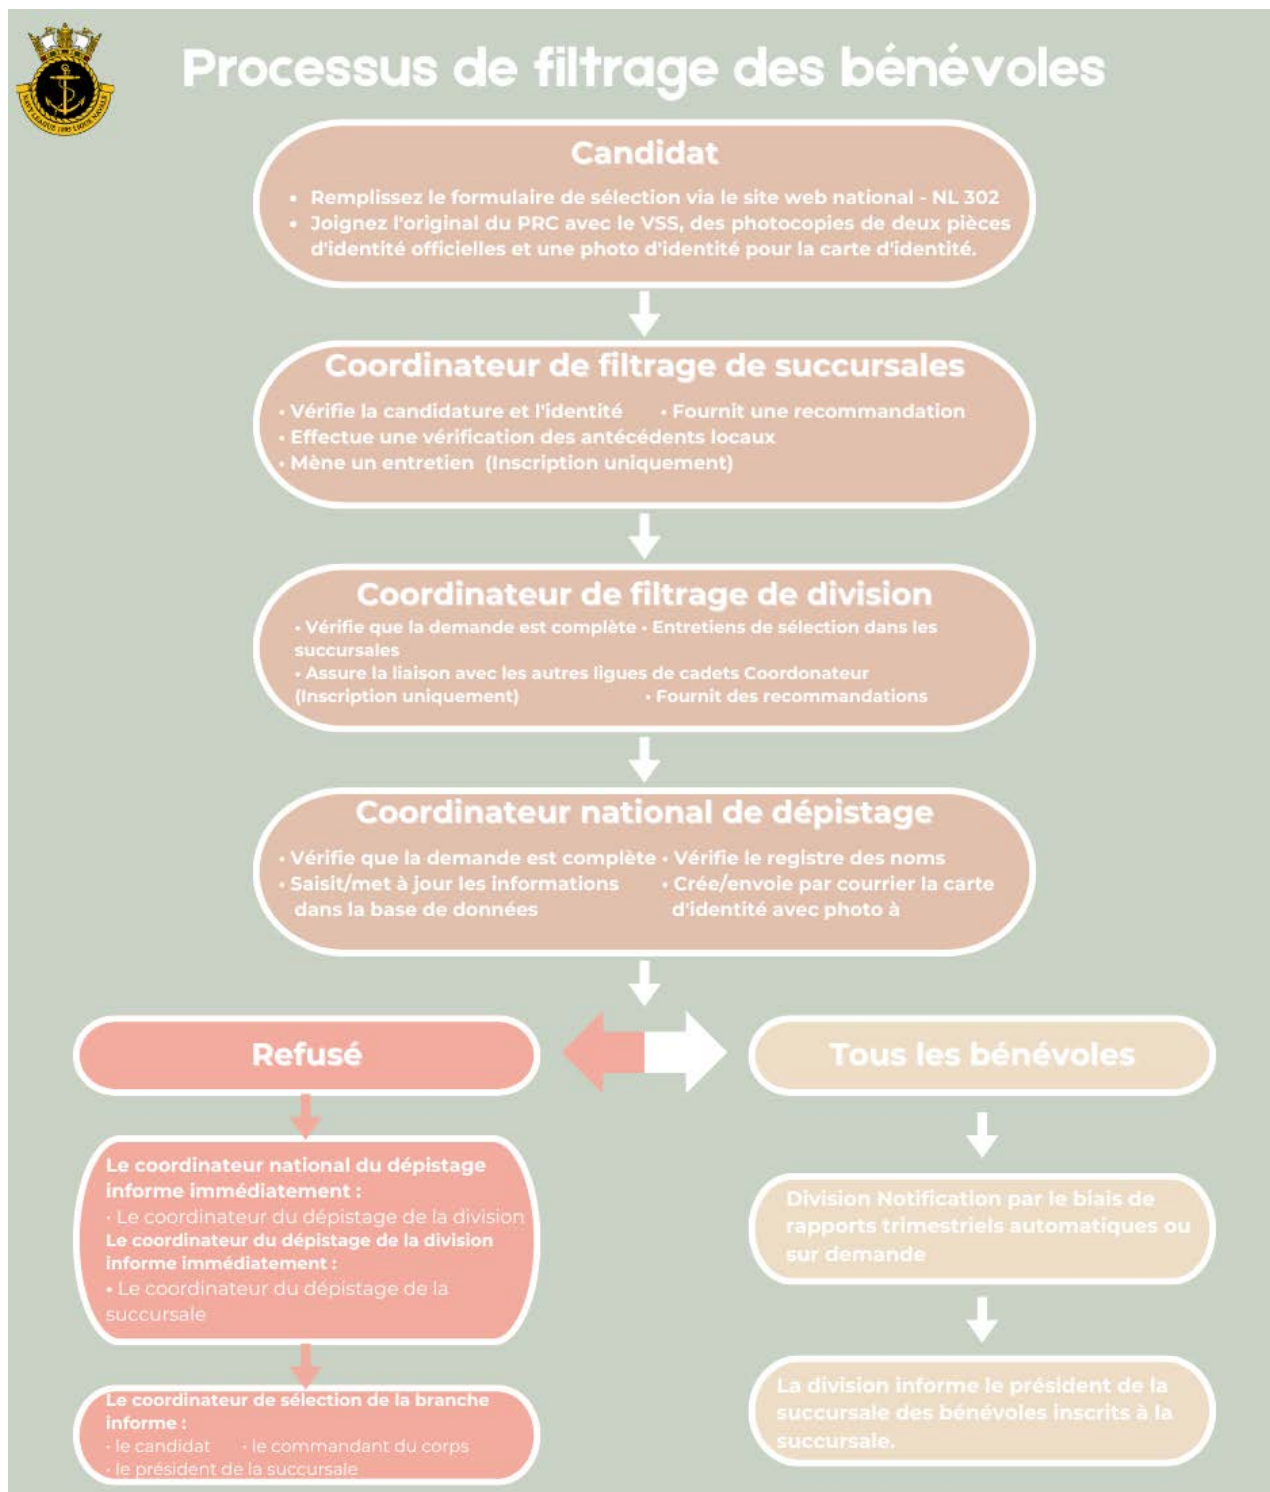 Processus de filtrage des bénévoles
NAVY LEAGUE 1895 LIGUE NAVALE
Candidat
• Remplissez le formulaire de sélection via le site web national - NL 302
• Joignez l'original du PRC avec le VSS, des photocopies de deux pièces
d'identité officielles et une photo d'identité pour la carte d'identité.
Coordinateur de filtrage de succursales
• Vérifie la candidature et l'identité • Fournit une recommandation
• Effectue une vérification des antécédents locaux
• Mène un entretien (Inscription uniquement)
Coordinateur de filtrage de division
• Vérifie que la demande est complète • Entretiens de sélection dans les
succursales
• Assure la liaison avec les autres ligues de cadets Coordonateur
(Inscription uniquement) • Fournit des recommandations
Coordinateur national de dépistage
• Vérifie que la demande est complète • Vérifie le registre des noms
• Saisit/met à jour les informations • Crée/envoie par courrier la carte
dans la base de données d'identité avec photo à
Refusé
Tous les bénévoles
Le coordinateur national du dépistage
informe immédiatement :
• Le coordinateur du dépistage de la division
Le coordinateur du dépistage de la division
informe immédiatement :
• Le coordinateur du dépistage de la
succursale
Le coordinateur de sélection de la branche
informe :
• le candidat • le commandant du corps
• le président de la succursale
Division Notification par le biais de
rapports trimestriels automatiques ou
sur demande
La division informe le président de la
succursale des bénévoles inscrits à la
succursale.